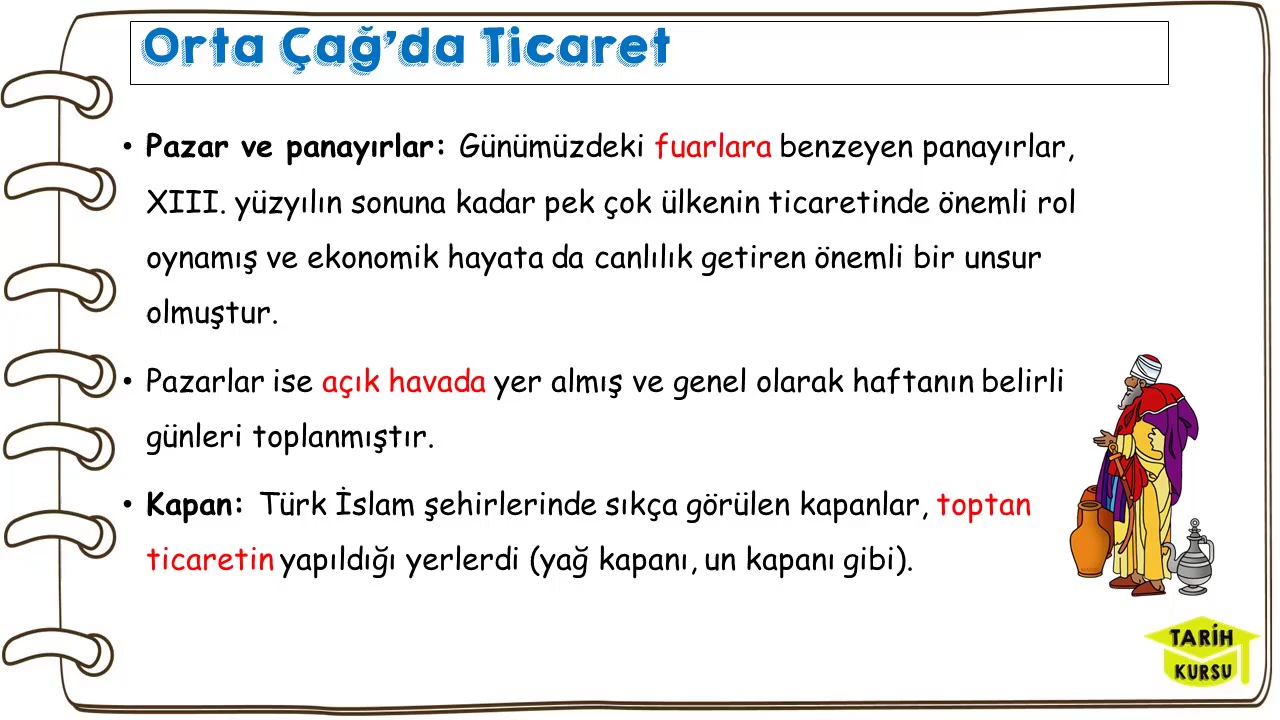 Orta Çağ’da Ticaret
• Pazar ve panayırlar: Günümüzdeki fuarlara benzeyen panayırlar,
XIII. yüzyılın sonuna kadar pek çok ülkenin ticaretinde önemli rol
oynamış ve ekonomik hayata da canlılık getiren önemli bir unsur
olmuştur.
• Pazarlar ise açık havada yer almış ve genel olarak haftanın belirli
günleri toplanmıştır.
• Kapan: Türk İslam şehirlerinde sıkça görülen kapanlar, toptan
ticaretin yapıldığı yerlerdi (yağ kapanı, un kapanı gibi).
TARİH
KURSU